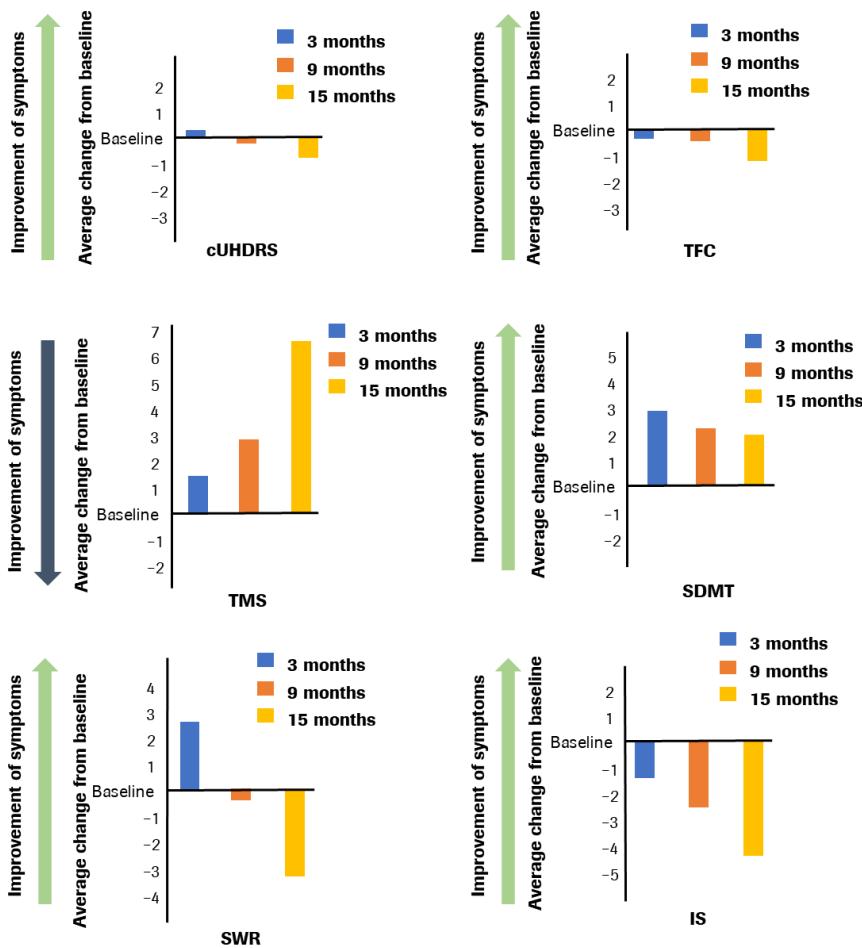 Improvement of symptoms
Average change from baseline
3 months
9 months
15 months
2
1
Baseline
−1
−2
−3
cUHDRS
Improvement of symptoms
Average change from baseline
3 months
9 months
15 months
2
1
Baseline
−1
−2
−3
TFC
Improvement of symptoms
Average change from baseline
3 months
9 months
15 months
7
6
5
4
3
2
1
Baseline
−1
−2
TMS
Improvement of symptoms
Average change from baseline
3 months
9 months
15 months
5
4
3
2
1
Baseline
−1
−2
SDMT
Improvement of symptoms
Average change from baseline
3 months
9 months
15 months
4
3
2
1
Baseline
−1
−2
−3
−4
SWR
Improvement of symptoms
Average change from baseline
3 months
9 months
15 months
2
1
Baseline
−1
−2
−3
−4
−5
IS